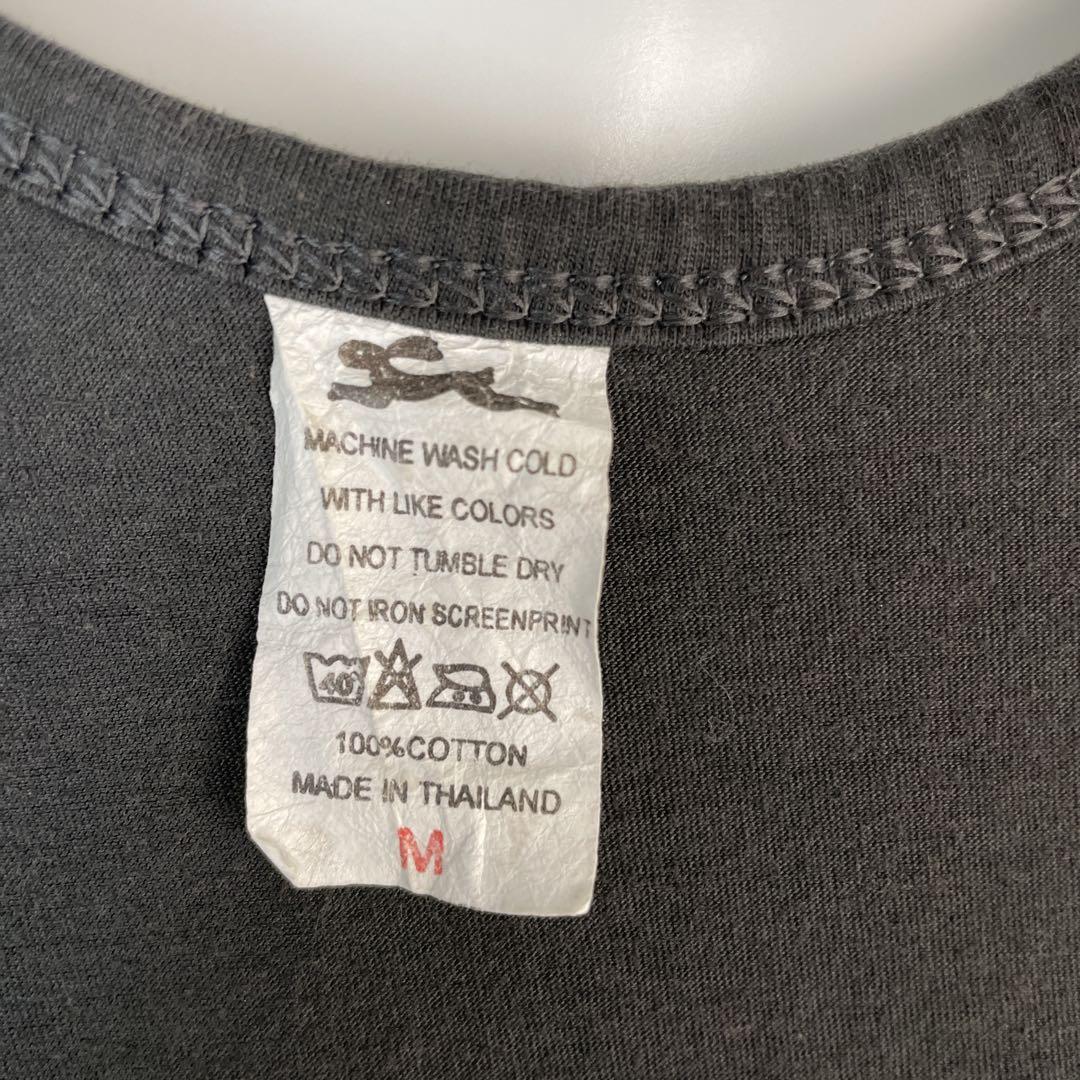 MACHINE WASH COLD
WITH LIKE COLORS
DO NOT TUMBLE DRY
DO NOT IRON SCREENPRINT
40°
100%COTTON
MADE IN THAILAND
M